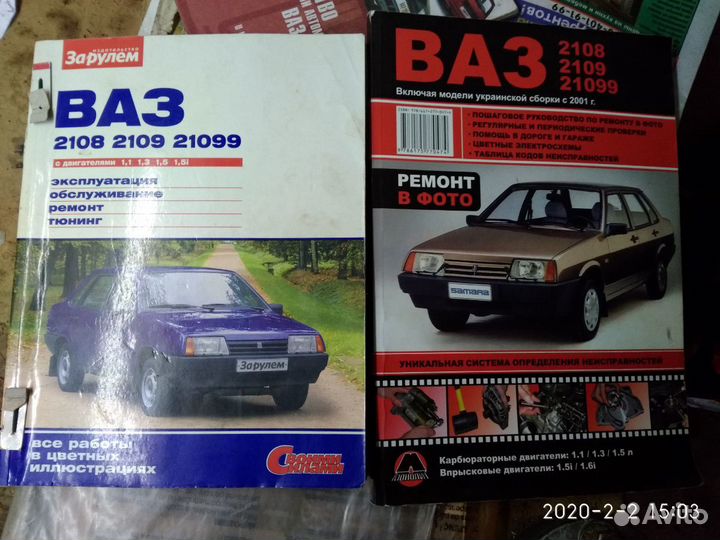 ИЗДАТЕЛЬСТВО
За рулем
ВАЗ
2108 2109 21099
с двигателями 1,1 1,3 1,5 1,5i
эксплуатация
обслуживание
ремонт
тюнинг
За рулем
все работы
в цветных
иллюстрациях
Своими
Силами
ВАЗ
2108
2109
21099
Включая модели украинской сборки с 2001 г.
• ПОШАГОВОЕ РУКОВОДСТВО ПО РЕМОНТУ В ФОТО
• РЕГУЛЯРНЫЕ И ПЕРИОДИЧЕСКИЕ ПРОВЕРКИ
• ПОМОЩЬ В ДОРОГЕ И ГАРАЖЕ
• ЦВЕТНЫЕ ЭЛЕКТРОСХЕМЫ
• ТАБЛИЦА КОДОВ НЕИСПРАВНОСТЕЙ
РЕМОНТ
В ФОТО
SAMARA
УНИКАЛЬНАЯ СИСТЕМА ОПРЕДЕЛЕНИЯ НЕИСПРАВНОСТЕЙ
Карбюраторные двигатели: 1.1 / 1.3 / 1.5 л
Впрысковые двигатели: 1.5i / 1.6i
2020-2-2 15:03
Avito